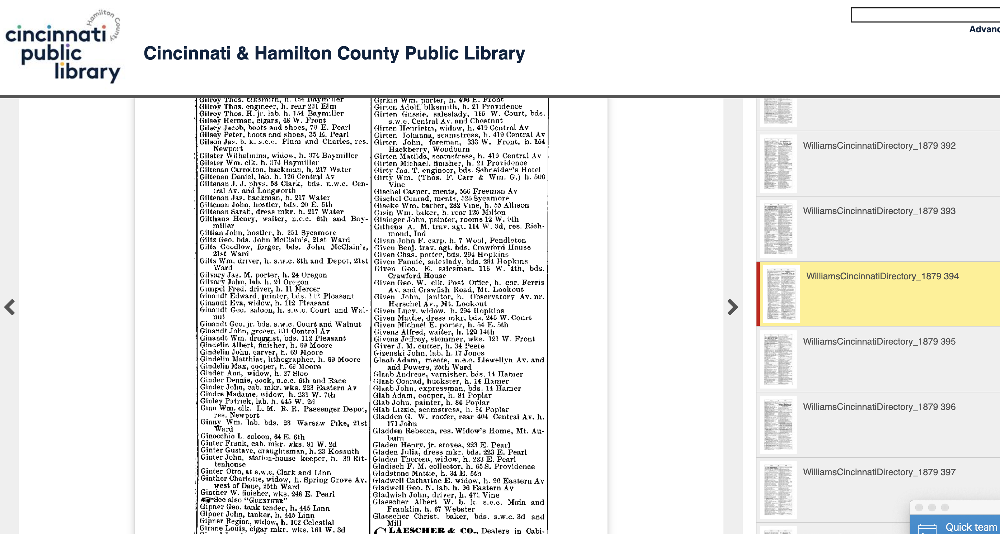 Hamilton County
cincinnati
public
library
Cincinnati & Hamilton County Public Library
Advanc
Gilroy Thos. blksmith, h. 154 Baymiller
Gilroy Thos. engineer, h. rear 291 Elm
Gilroy Thos. H. jr. lab. h. 154 Baymiller
Gilsey Herman, cigars, 48 W. Front
Gilsey Jacob, boots and shoes, 79 E. Pearl
Gilsey Peter, boots and shoes, 35 E. Pearl
Gilson Jas. b. k. s.e.c. Plum and Charles, res.
Newport
Gilster Wilhelmina, widow, h. 374 Baymiller
Gilster Wm. clk. h. 374 Baymiller
Giltenan Carrolton, hackman, h. 217 Water
Giltenan Daniel, lab. h. 126 Central Av
Giltenan J. J. phys. 58 Clark, bds. n.w.c. Cen-
tral Av. and Longworth
Giltenan Jas. hackman, h. 217 Water
Giltenan John, hostler, bds. 20 E. 5th
Giltenan Sarah, dress mkr. h. 217 Water
Gilthaus Henry, waiter, n.e.c. 6th and Bay-
miller
Giltian John, hostler, h. 251 Sycamore
Giltz Geo. bds. John McClain's, 21st Ward
Giltz Goodlow, forger, bds. John McClain's,
21st Ward
Giltz Wm. driver, h. s.w.c. 8th and Depot, 21st
Ward
Gilvary Jas. M. porter, h. 24 Oregon
Gilvary John, lab. h. 24 Oregon
Gimpel Fred. driver, h. 11 Mercer
Ginandt Edward, printer, bds. 112 Pleasant
Ginandt Eva, widow, h. 112 Pleasant
Ginandt Geo. saloon, h. s.w.c. Court and Wal-
nut
Ginandt Geo. jr. bds. s.w.c. Court and Walnut
Ginandt John, grocer, 931 Central Av
Ginandt Wm. druggist, bds. 112 Pleasant
Gindelin Albert, finisher, h. 69 Moore
Gindelin John, carver, h. 69 Moore
Gindelin Matthias, lithographer, h. 69 Moore
Gindelin Max, cooper, h. 69 Moore
Ginder Ann, widow, h. 27 Sloo
Ginder Dennis, cook, n.e.c. 6th and Race
Ginder John, cab. mkr. wks. 223 Eastern Av
Gindre Madame, widow, h. 231 W. 7th
Ginley Patrick, lab. h. 445 W. 2d
Ginn Wm. clk. L. M. R. R. Passenger Depot,
res. Newport
Ginny Wm. lab. bds. 23 Warsaw Pike, 21st
Ward
Ginocchio L. saloon, 64 E. 6th
Ginter Frank, cab. mkr. wks. 91 W. 2d
Ginter Gustave, draughtsman, h. 23 Kossuth
Ginter John, station-house keeper, h. 30 Rit-
tenhouse
Ginter Otto, at s.w.c. Clark and Linn
Ginther Charlotte, widow, h. Spring Grove Av.
west of Dane, 25th Ward
Ginther W. finisher, wks. 248 E. Pearl
☛See also "GUENTHER"
Gipner Geo. tank tender, h. 445 Linn
Gipner John, tanker, h. 445 Linn
Gipner Regina, widow, h. 102 Celestial
Girane Louis, cigar mkr. wks. 161 W. 3d
Girkin Wm. porter, h. 496 E. Front
Girten Adolf, blksmith, h. 21 Providence
Girten Gussie, saleslady, 115 W. Court, bds.
s.w.c. Central Av. and Chestnut
Girten Henrietta, widow, h. 419 Central Av
Girten Johanna, seamstress, h. 419 Central Av
Girten John, foreman, 333 W. Front, h. 154
Hackberry, Woodburn
Girten Matilda, seamstress, h. 419 Central Av
Girten Michael, finisher, h. 21 Providence
Girty Jas. T. engineer, bds. Schneider's Hotel
Girty Wm. (Thos. F. Carr & Wm. G.) h. 506
Vine
Gischel Casper, meats, 566 Freeman Av
Gischel Conrad, meats, 525 Sycamore
Giseke Wm. barber, 282 Vine, h. 55 Allison
Gisin Wm. baker, h. rear 125 Milton
Gisinger John, painter, rooms 12 W. 9th
Githens A. M. trav. agt. 114 W. 3d, res. Rich-
mond, Ind
Givan John F. carp. h. 7 Wool, Pendleton
Given Benj. trav. agt. bds. Crawford House
Given Chas. potter, bds. 294 Hopkins
Given Fannie, saleslady, bds. 294 Hopkins
Given Geo. E. salesman, 116 W. 4th, bds.
Crawford House
Given Geo. W. clk. Post Office, h. cor. Ferris
Av. and Crawfish Road, Mt. Lookout
Given John, janitor, h. Observatory Av. nr.
Herschel Av., Mt. Lookout
Given Lucy, widow, h. 294 Hopkins
Given Mattie, dress mkr. bds. 245 W. Court
Given Michael E. porter, h. 54 E. 5th
Givens Alfred, waiter, h. 122 14th
Givens Jeffrey, stemmer, wks. 121 W. Front
Giver J. M. cutter, h. 34 Peete
Gizenski John, lab. h. 17 Jones
Glaab Adam, meats, n.e.c. Llewellyn Av. and
and Powers, 25th Ward
Glaab Andreas, varnisher, bds. 14 Hamer
Glaab Conrad, huckster, h. 14 Hamer
Glaab John, expressman, bds. 14 Hamer
Glab Adam, cooper, h. 84 Poplar
Glab John, painter, h. 84 Poplar
Glab Lizzie, seamstress, h. 84 Poplar
Gladden G. W. roofer, rear 404 Central Av. h.
171 John
Gladden Rebecca, res. Widow's Home, Mt. Au-
burn
Gladen Henry, jr. stoves, 223 E. Pearl
Gladen Julia, dress mkr. bds. 223 E. Pearl
Gladen Theresa, widow, h. 223 E. Pearl
Gladisch F. M. collector, h. 65 S. Providence
Gladstone Mattie, h. 34 E. 5th
Gladwell Catharine E. widow, h. 96 Eastern Av
Gladwell Geo. N. lab. h. 96 Eastern Av
Gladwish John, driver, h. 471 Vine
Glaescher Albert W. b. k. s.e.c. Main and
Franklin, h. 67 Webster
Glaescher Christ. baker, bds. s.w.c. 3d and
Mill
GLAESCHER & CO., Dealers in Cabi-
WilliamsCincinnatiDirectory_1879 392
WilliamsCincinnatiDirectory_1879 393
WilliamsCincinnatiDirectory_1879 394
WilliamsCincinnatiDirectory_1879 395
WilliamsCincinnatiDirectory_1879 396
WilliamsCincinnatiDirectory_1879 397
Quick team